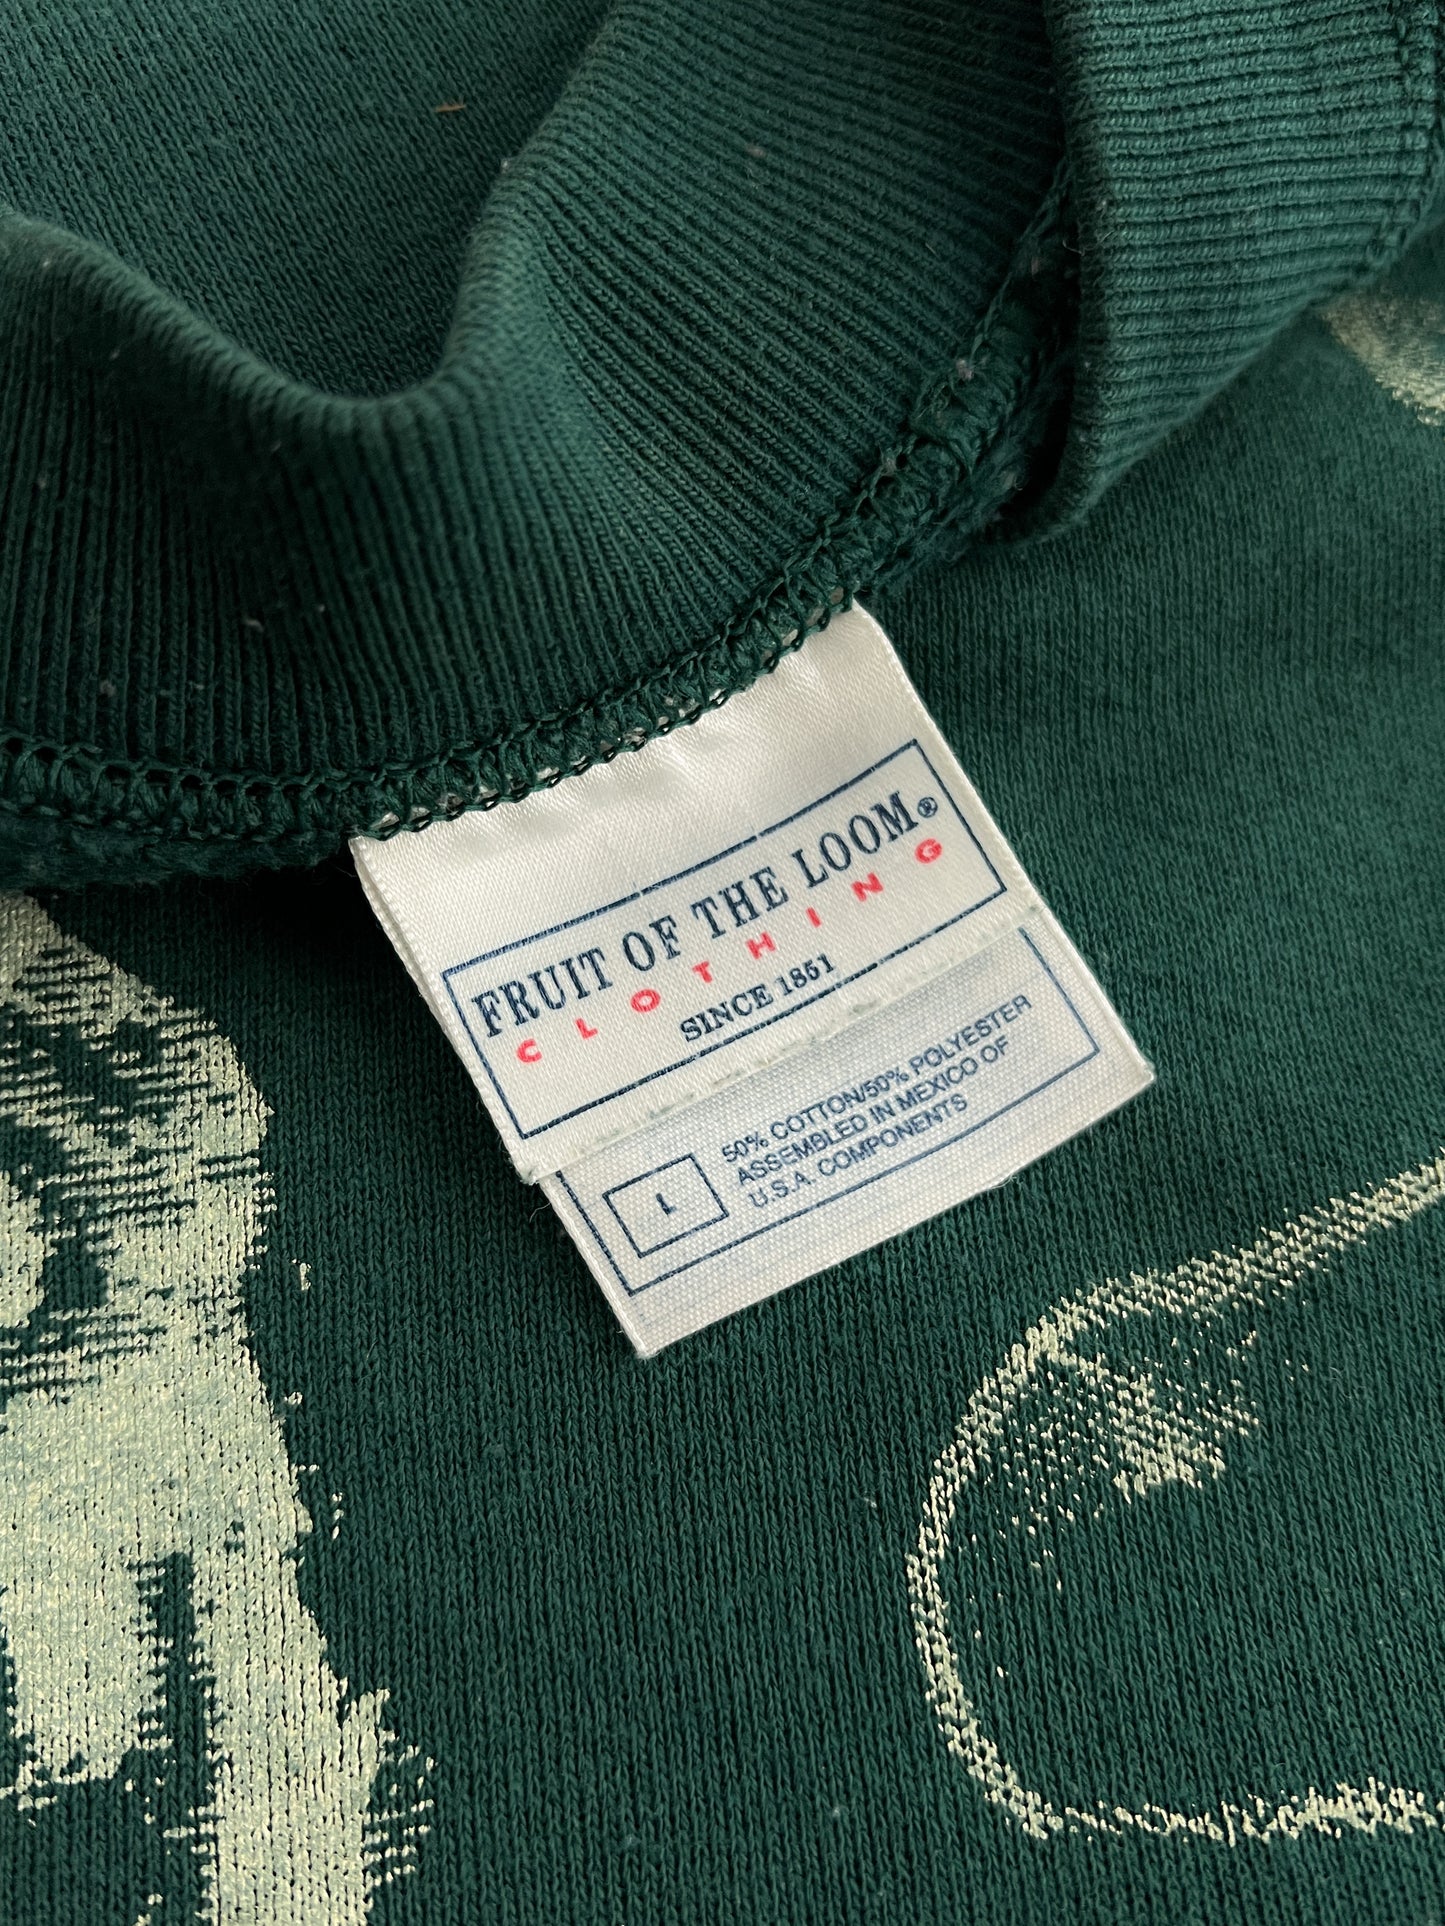 FRUIT OF THE LOOM®
CLOTHING
SINCE 1851
L
50% COTTON/50% POLYESTER
ASSEMBLED IN MEXICO OF
U.S.A. COMPONENTS